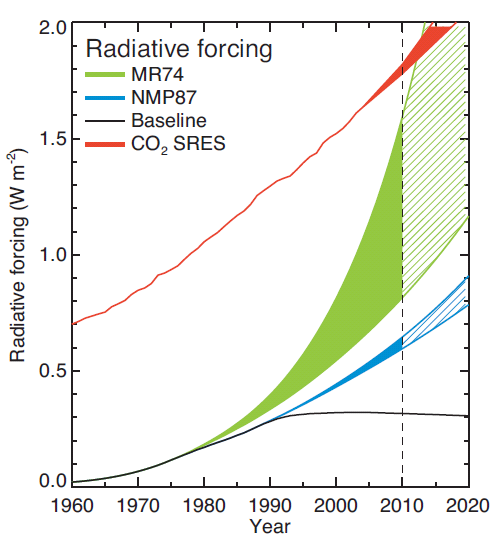 Radiative forcing
MR74
NMP87
Baseline
CO₂ SRES
Radiative forcing (W m⁻²)
2.0
1.5
1.0
0.5
0.0
1960 1970 1980 1990 2000 2010 2020
Year